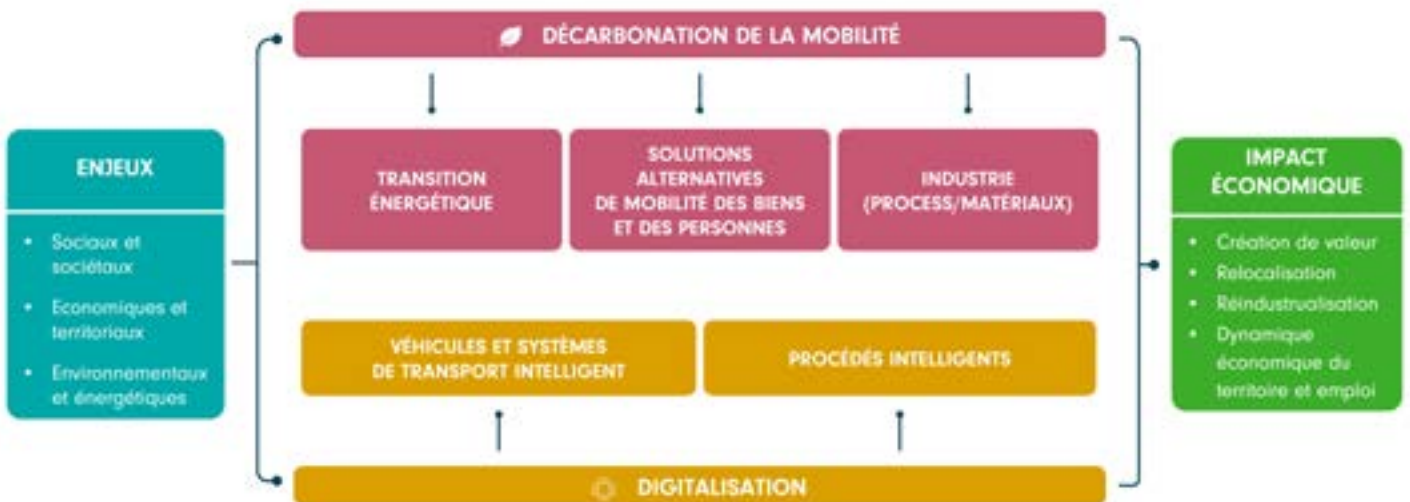 DÉCARBONATION DE LA MOBILITÉ
ENJEUX
• Sociaux et
sociétaux
• Economiques et
territoriaux
• Environnementaux
et énergétiques
TRANSITION
ÉNERGÉTIQUE
SOLUTIONS
ALTERNATIVES
DE MOBILITÉ DES BIENS
ET DES PERSONNES
INDUSTRIE
(PROCESS/MATÉRIAUX)
VÉHICULES ET SYSTÈMES
DE TRANSPORT INTELLIGENT
PROCÉDÉS INTELLIGENTS
DIGITALISATION
IMPACT
ÉCONOMIQUE
• Création de valeur
• Relocalisation
• Réindustrualisation
• Dynamique
économique du
territoire et emploi